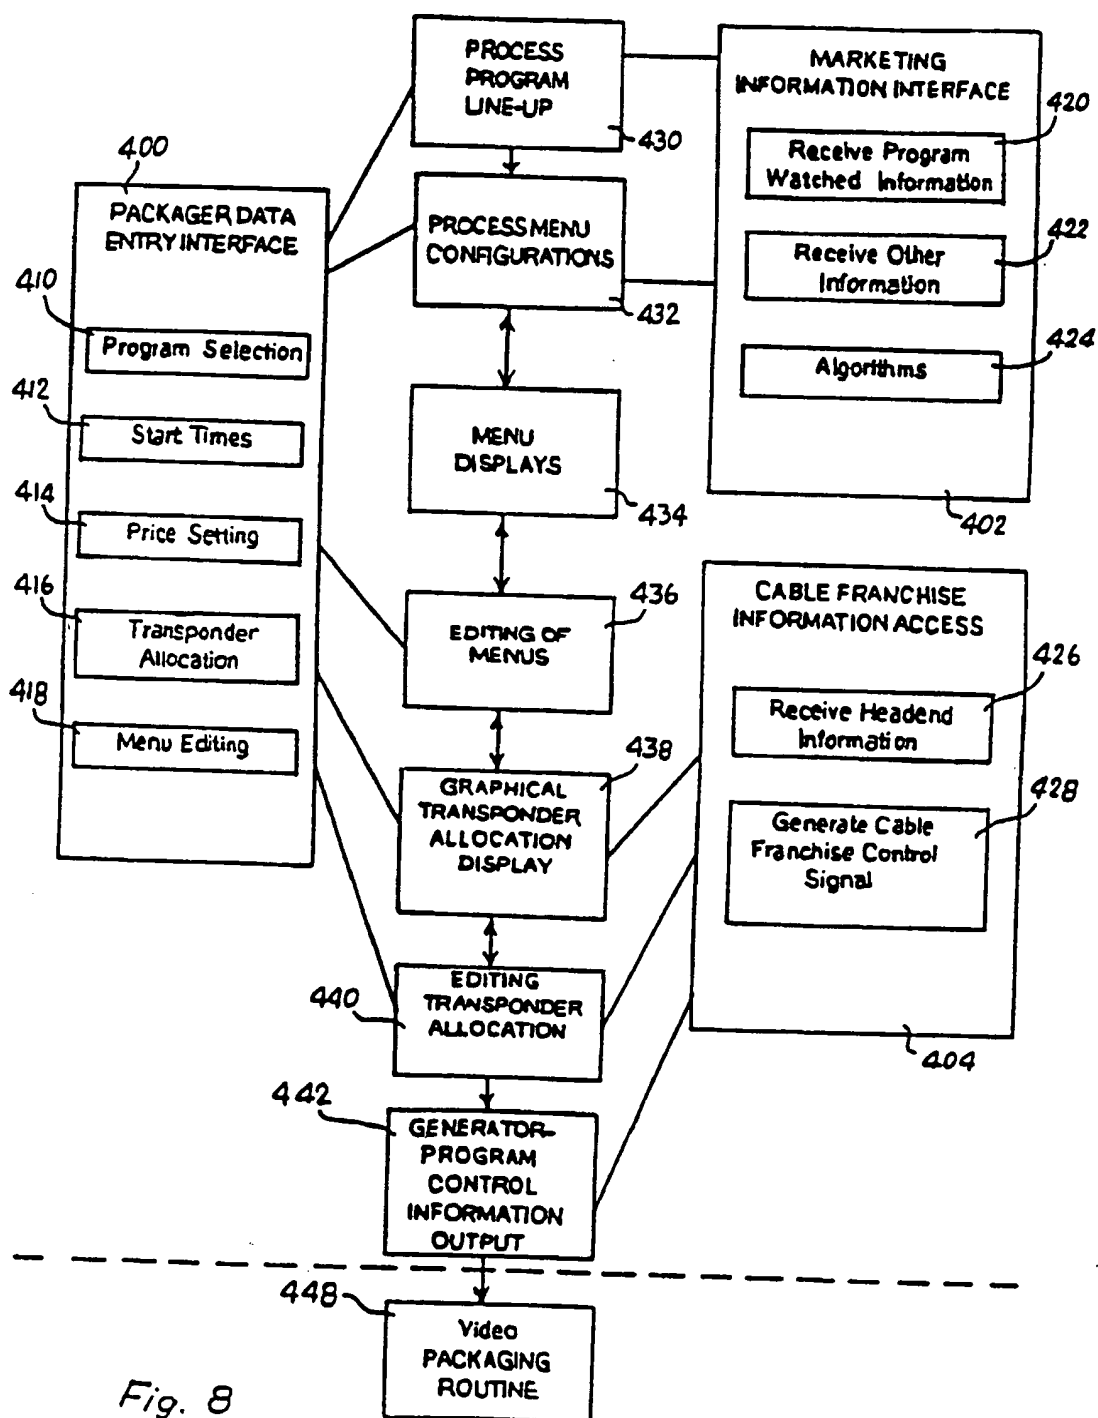 PROCESS
PROGRAM
LINE-UP
430
MARKETING
INFORMATION INTERFACE
420
Receive Program
Watched Information
422
Receive Other
Information
424
Algorithms
402
400
PACKAGER DATA
ENTRY INTERFACE
410
Program Selection
412
Start Times
414
Price Setting
416
Transponder
Allocation
418
Menu Editing
PROCESS MENU
CONFIGURATIONS
432
MENU
DISPLAYS
434
436
EDITING OF
MENUS
438
GRAPHICAL
TRANSPONDER
ALLOCATION
DISPLAY
CABLE FRANCHISE
INFORMATION ACCESS
426
Receive Headend
Information
428
Generate Cable
Franchise Control
Signal
404
440
EDITING
TRANSPONDER
ALLOCATION
442
GENERATOR-
PROGRAM
CONTROL
INFORMATION
OUTPUT
448
Video
PACKAGING
ROUTINE
Fig. 8